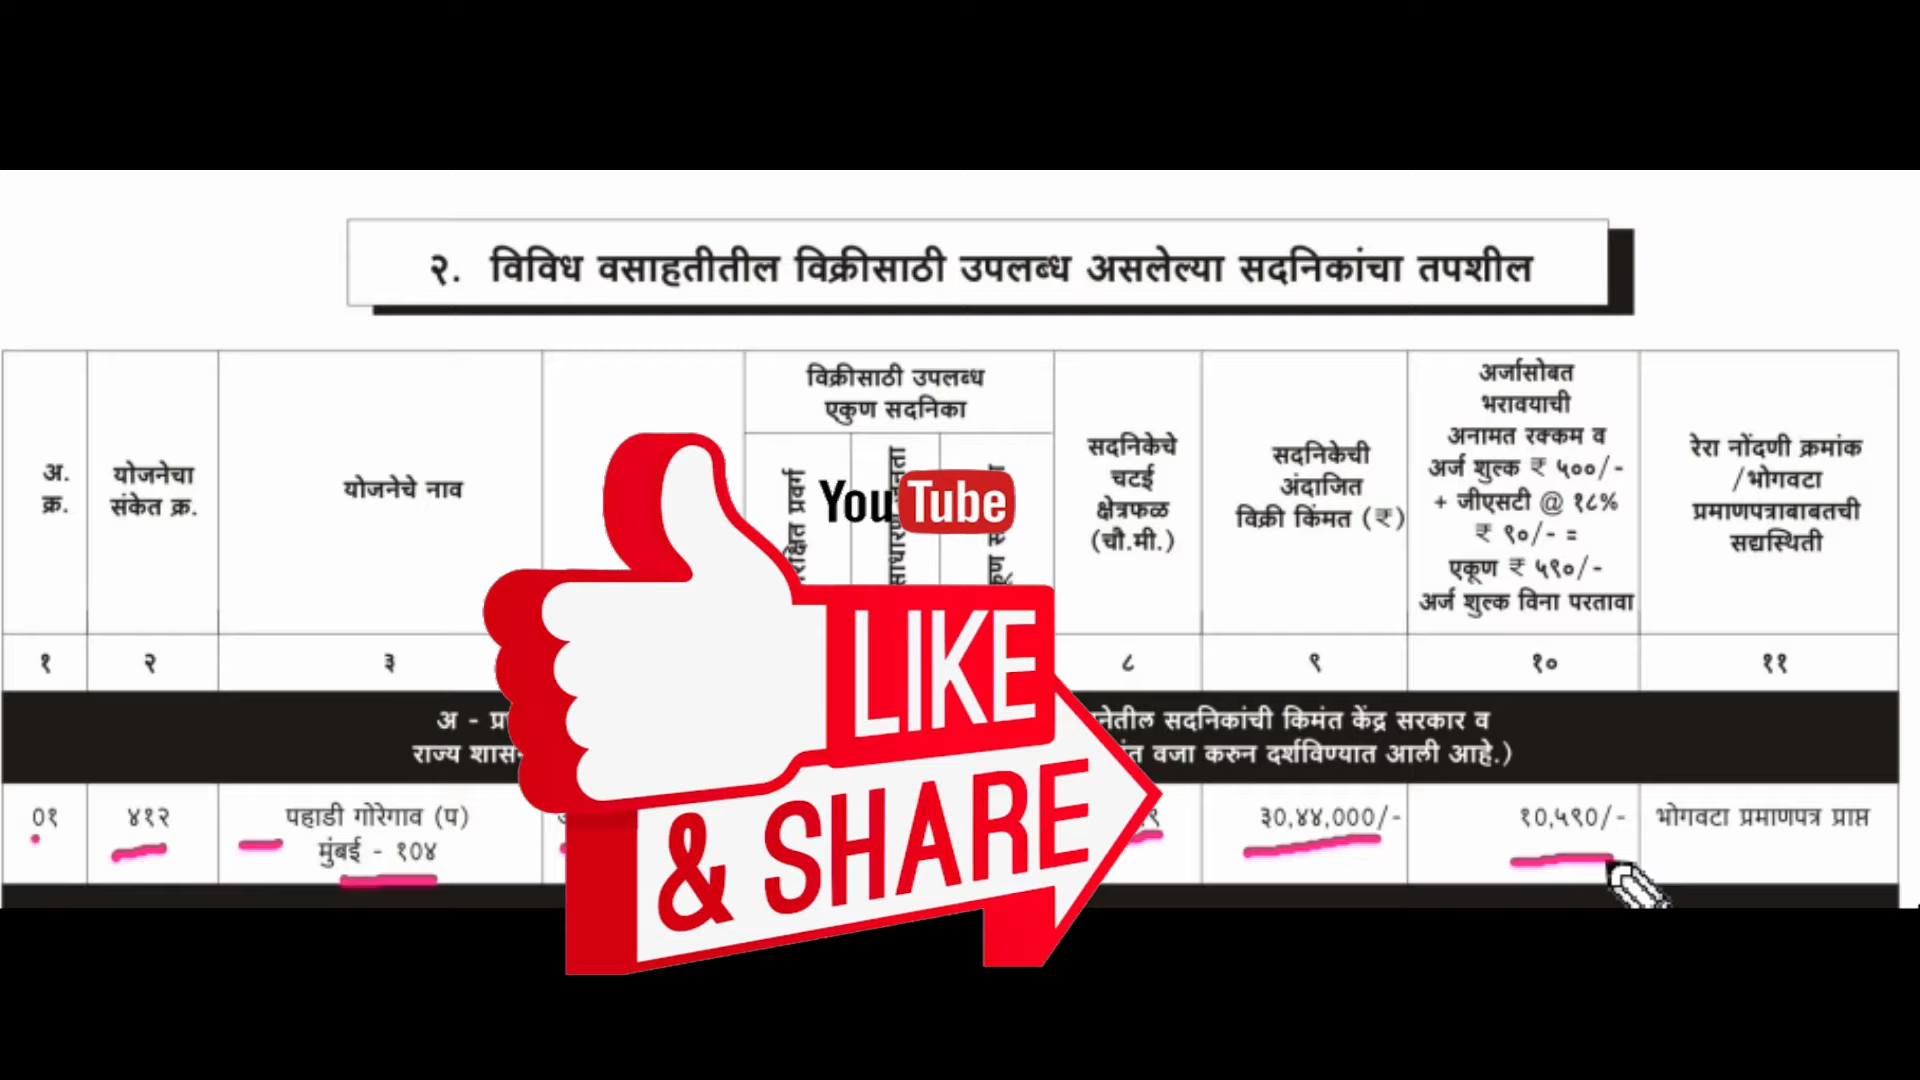 २. विविध वसाहतीतील विक्रीसाठी उपलब्ध असलेल्या सदनिकांचा तपशील
अ.
क्र.
योजनेचा
संकेत क्र.
योजनेचे नाव
विक्रीसाठी उपलब्ध
एकुण सदनिका
प्रवर्ग
सदनिकेचे
चटई
क्षेत्रफळ
(चौ.मी.)
सदनिकेची
अंदाजित
विक्री किंमत (₹)
अर्जासोबत
भरावयाची
अनामत रक्कम व
अर्ज शुल्क ₹ ५००/-
+ जीएसटी @ १८%
₹ ९०/- =
एकूण ₹ ५९०/-
अर्ज शुल्क विना परतावा
रेरा नोंदणी क्रमांक
/भोगवटा
प्रमाणपत्राबाबतची
सद्यस्थिती
YouTube
LIKE
& SHARE
१ २ ३ ८ ९ १० ११
अ - सदनिकांची किमंत केंद्र सरकार व
राज्य वजा करुन दर्शविण्यात आली आहे.)
०१ ४१२ पहाडी गोरेगाव (प) ३०,४४,०००/- १०,५९०/- भोगवटा प्रमाणपत्र प्राप्त
मुंबई - १०४